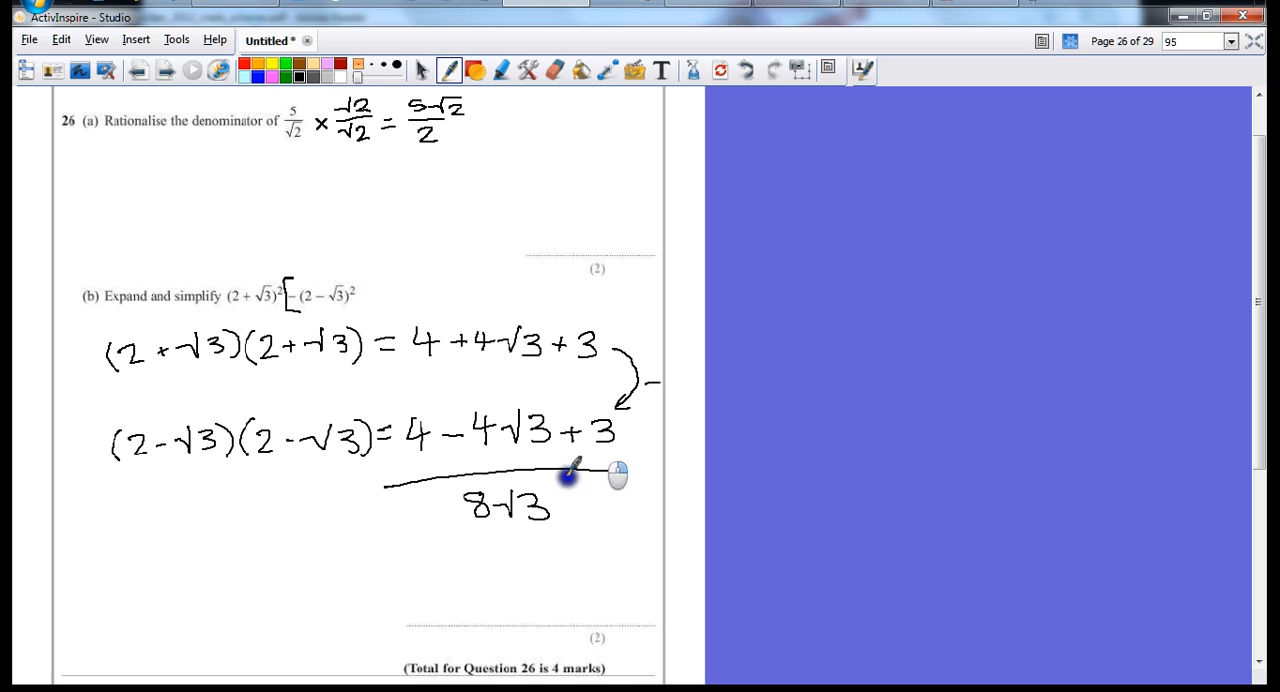 ActivInspire - Studio
File Edit View Insert Tools Help Untitled * Page 26 of 29 95
26 (a) Rationalise the denominator of 5/√2 × √2/√2 = 5√2/2
(2)
(b) Expand and simplify (2 + √3)² [– (2 – √3)²
(2+√3)(2+√3) = 4 +4√3 + 3
–
(2-√3)(2-√3) = 4 – 4√3 + 3
8√3
(2)
(Total for Question 26 is 4 marks)